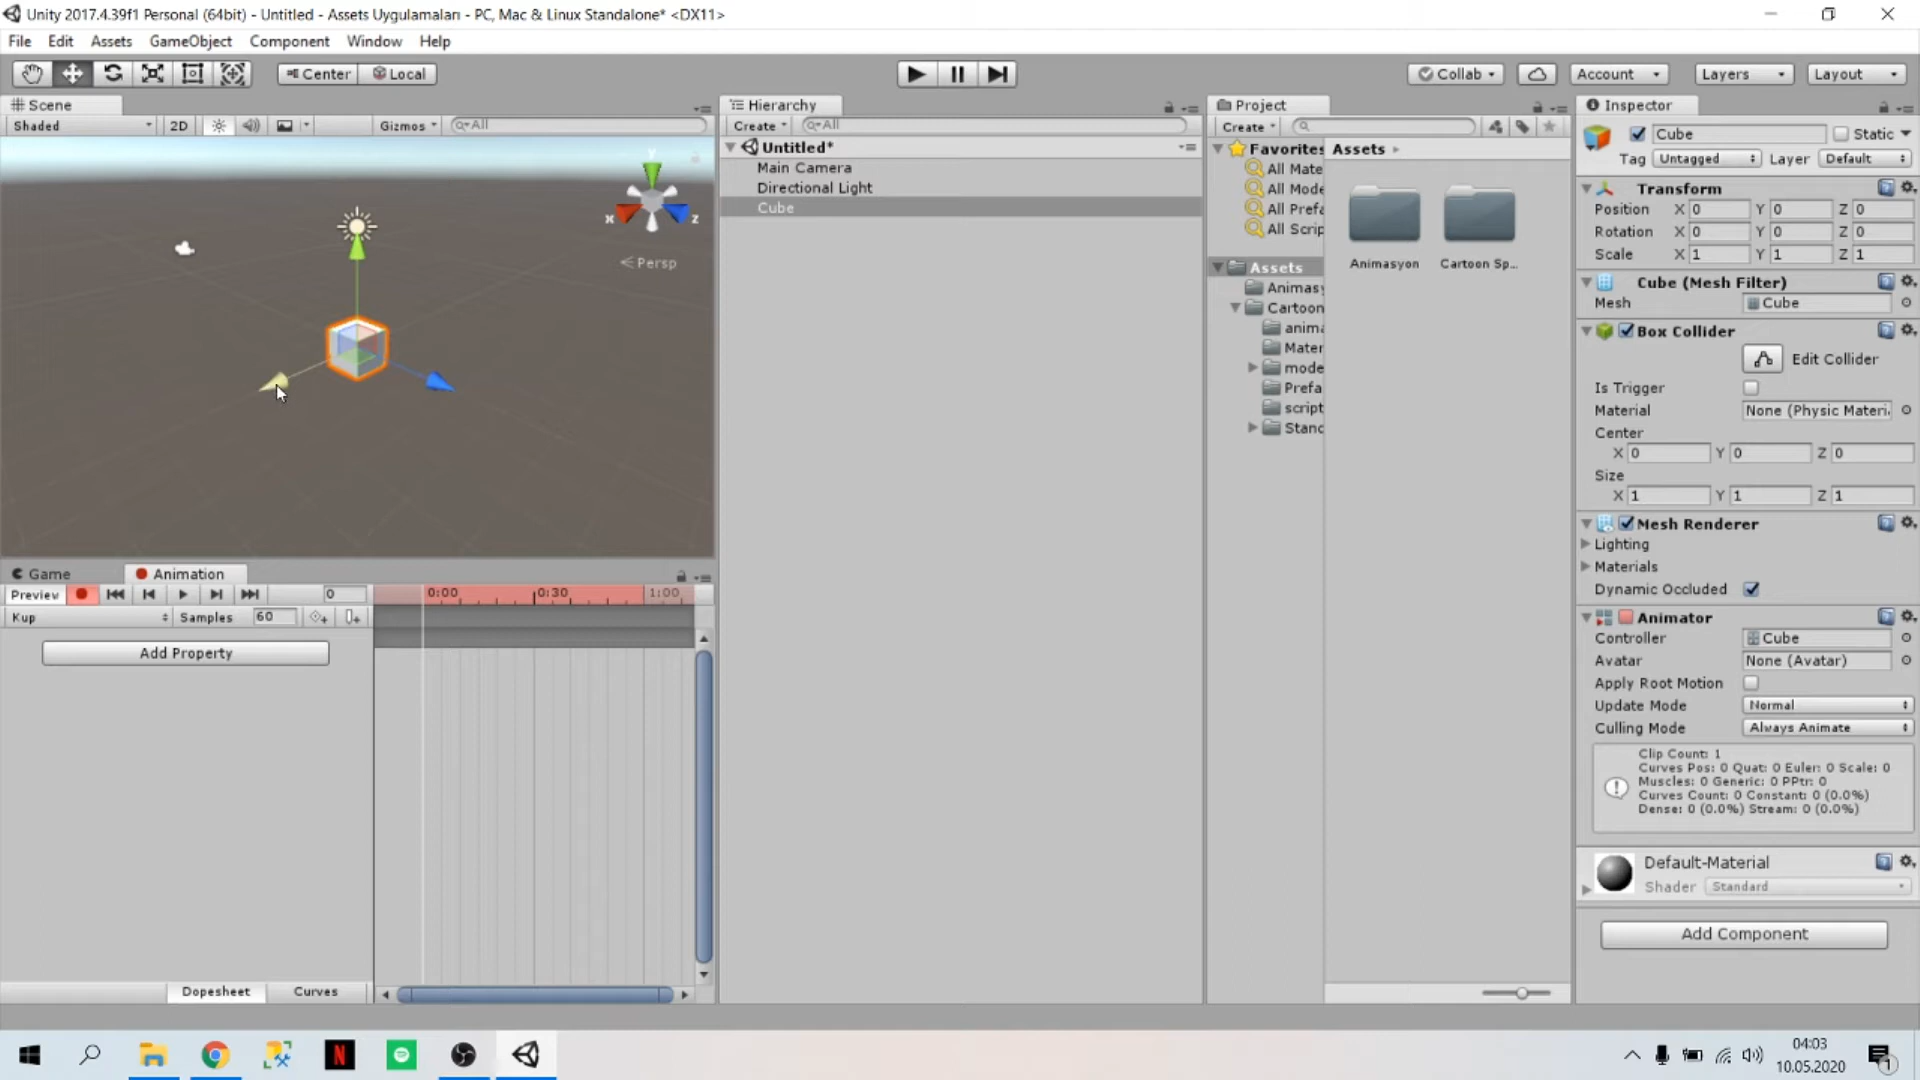 Unity 2017.4.39f1 Personal (64bit) - Untitled - Assets Uygulamaları - PC, Mac & Linux Standalone* <DX11>
File Edit Assets GameObject Component Window Help
Center Local Collab Account Layers Layout
Scene
Shaded 2D Gizmos All
y
x z
Persp
Game Animation
Preview 0 0:00 0:30 1:00
Kup Samples 60
Add Property
Dopesheet Curves
Hierarchy
Create All
Untitled*
Main Camera
Directional Light
Cube
Project
Create
Favorites
All Mate
All Mode
All Prefa
All Scrip
Assets
Animasy
Cartoon
anima
Mater
mode
Prefa
script
Stand
Assets
Animasyon Cartoon Sp...
Inspector
Cube Static
Tag Untagged Layer Default
Transform
Position X 0 Y 0 Z 0
Rotation X 0 Y 0 Z 0
Scale X 1 Y 1 Z 1
Cube (Mesh Filter)
Mesh Cube
Box Collider
Edit Collider
Is Trigger
Material None (Physic Materi
Center
X 0 Y 0 Z 0
Size
X 1 Y 1 Z 1
Mesh Renderer
Lighting
Materials
Dynamic Occluded
Animator
Controller Cube
Avatar None (Avatar)
Apply Root Motion
Update Mode Normal
Culling Mode Always Animate
Clip Count: 1
Curves Pos: 0 Quat: 0 Euler: 0 Scale: 0
Muscles: 0 Generic: 0 PPtr: 0
Curves Count: 0 Constant: 0 (0.0%)
Dense: 0 (0.0%) Stream: 0 (0.0%)
Default-Material
Shader Standard
Add Component
N
04:03
10.05.2020
1